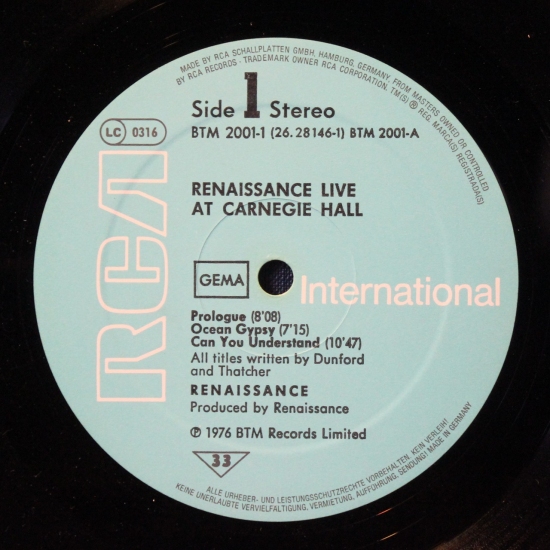 MADE BY RCA SCHALLPLATTEN GMBH, HAMBURG, GERMANY, FROM MASTERS OWNED OR CONTROLLED
BY RCA RECORDS · TRADEMARK OWNER RCA CORPORATION. TM(S) ® REG. MARCA(S) REGISTRADA(S)
Side 1 Stereo
BTM 2001-1 (26.28146-1) BTM 2001-A
LC 0316
RCA
RENAISSANCE LIVE
AT CARNEGIE HALL
GEMA
International
Prologue (8'08)
Ocean Gypsy (7'15)
Can You Understand (10'47)
All titles written by Dunford
and Thatcher
RENAISSANCE
Produced by Renaissance
℗ 1976 BTM Records Limited
33
ALLE URHEBER- UND LEISTUNGSSCHUTZRECHTE VORBEHALTEN. KEIN VERLEIH!
KEINE UNERLAUBTE VERVIELFÄLTIGUNG, VERMIETUNG, AUFFÜHRUNG, SENDUNG! MADE IN GERMANY